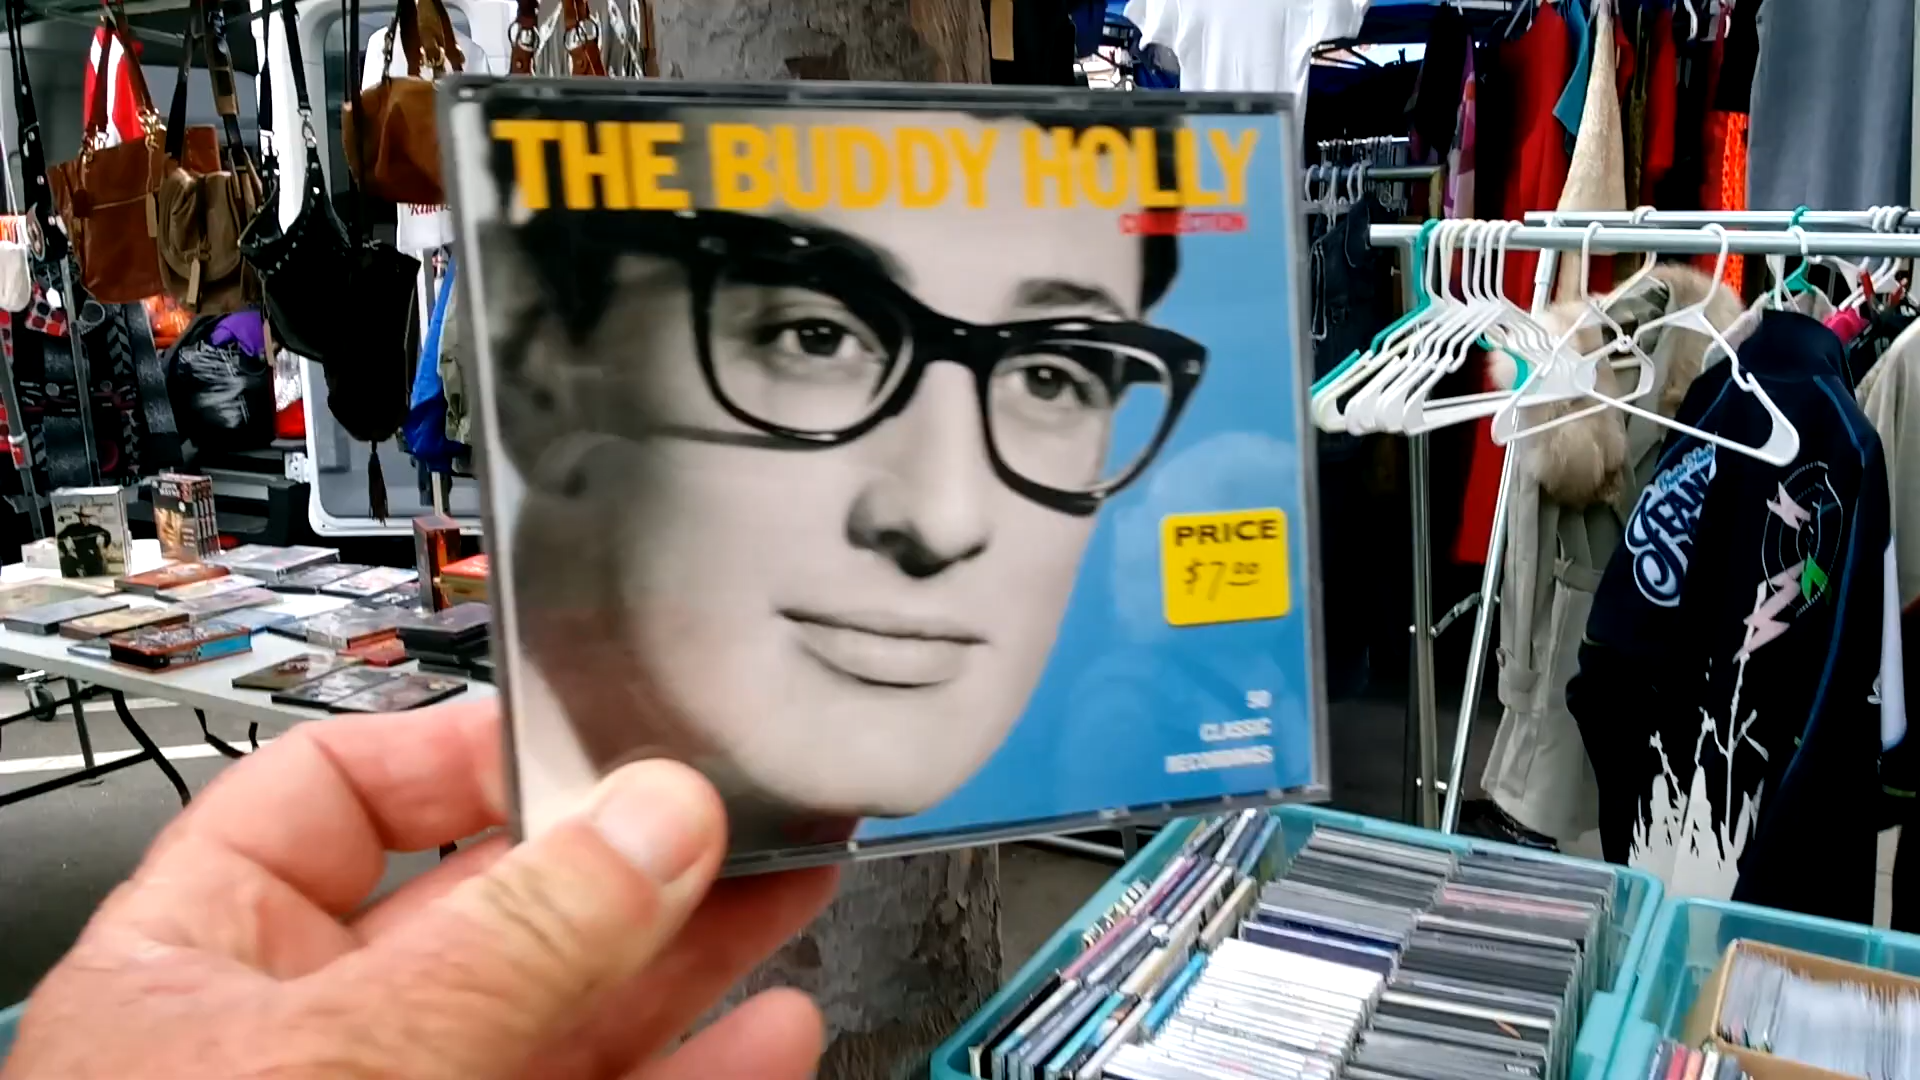 THE BUDDY HOLLY
COLLECTION
PRICE
$7.00
50
CLASSIC
RECORDINGS